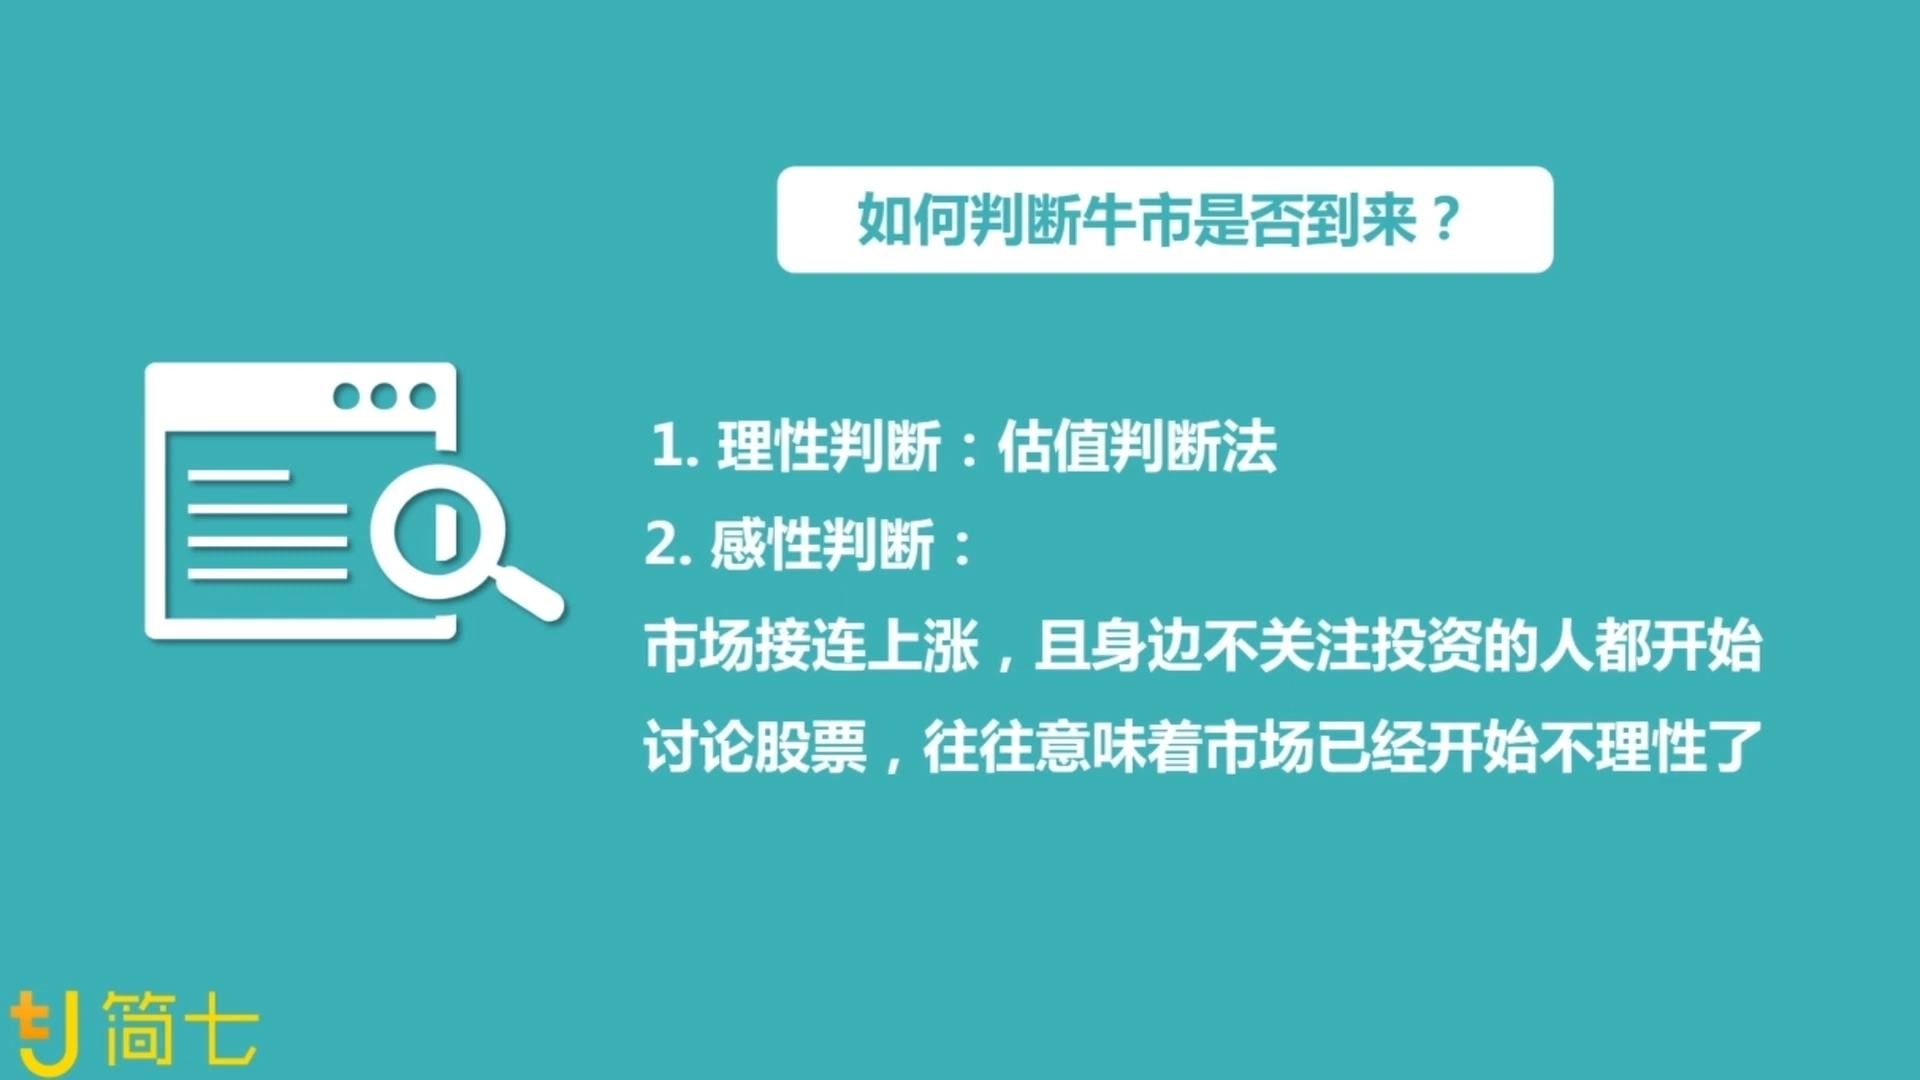 如何判断牛市是否到来？
1. 理性判断：估值判断法
2. 感性判断：
市场接连上涨，且身边不关注投资的人都开始
讨论股票，往往意味着市场已经开始不理性了
简七